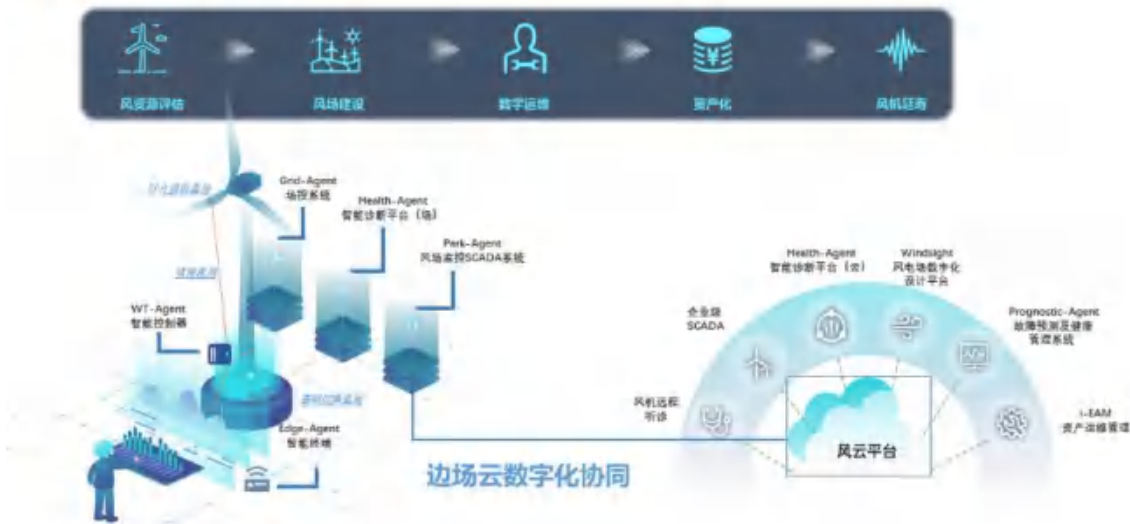 风资源评估
风场建设
数字运维
资产化
风机延寿
Grid-Agent
场控系统
Health-Agent
智能诊断平台（场）
Park-Agent
风场监控SCADA系统
WT-Agent
智能控制器
Edge-Agent
智能终端
边场云数字化协同
Health-Agent
智能诊断平台（云）
Windsight
风电场数字化
设计平台
企业级
SCADA
Prognostic-Agent
故障预测及健康
管理系统
风机远程
听诊
i-EAM
资产运维管理
风云平台